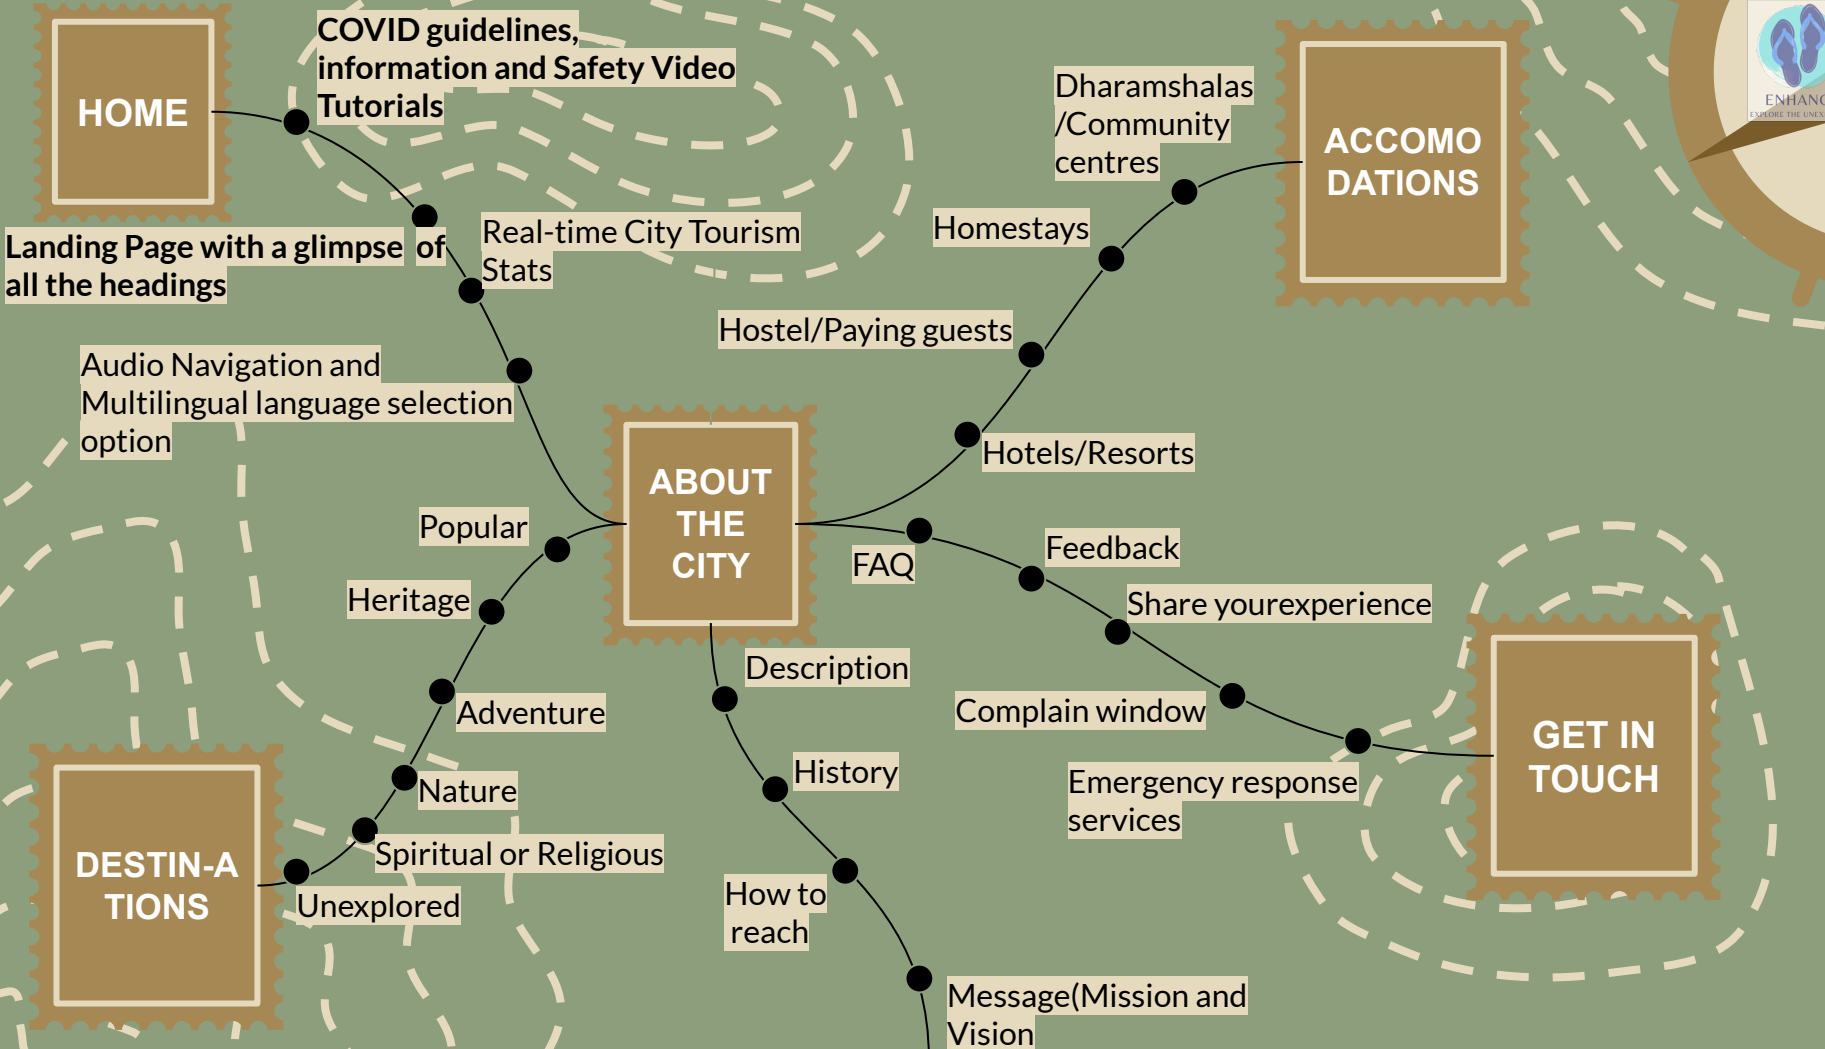 HOME
COVID guidelines,
information and Safety Video
Tutorials
Landing Page with a glimpse of
all the headings
Real-time City Tourism
Stats
Audio Navigation and
Multilingual language selection
option
Dharamshalas
/Community
centres
ACCOMO
DATIONS
Homestays
Hostel/Paying guests
Hotels/Resorts
ABOUT
THE
CITY
Popular
Heritage
Adventure
Nature
Spiritual or Religious
Unexplored
DESTIN-A
TIONS
FAQ
Feedback
Share yourexperience
Complain window
Emergency response
services
GET IN
TOUCH
Description
History
How to
reach
Message(Mission and
Vision
EXPLORE THE